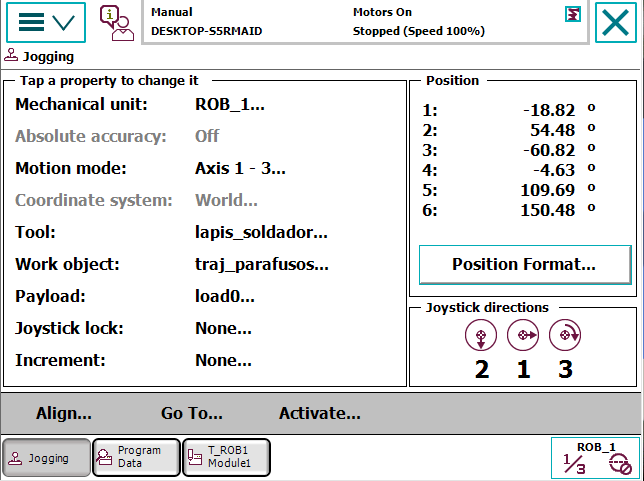 Manual
DESKTOP-S5RMAID
Motors On
Stopped (Speed 100%)
Jogging
Tap a property to change it
Mechanical unit: ROB_1...
Absolute accuracy: Off
Motion mode: Axis 1 - 3...
Coordinate system: World...
Tool: lapis_soldador...
Work object: traj_parafusos...
Payload: load0...
Joystick lock: None...
Increment: None...
Position
1: -18.82 º
2: 54.48 º
3: -60.82 º
4: -4.63 º
5: 109.69 º
6: 150.48 º
Position Format...
Joystick directions
2 1 3
Align... Go To... Activate...
Jogging
Program
Data
T_ROB1
Module1
ROB_1
1/3